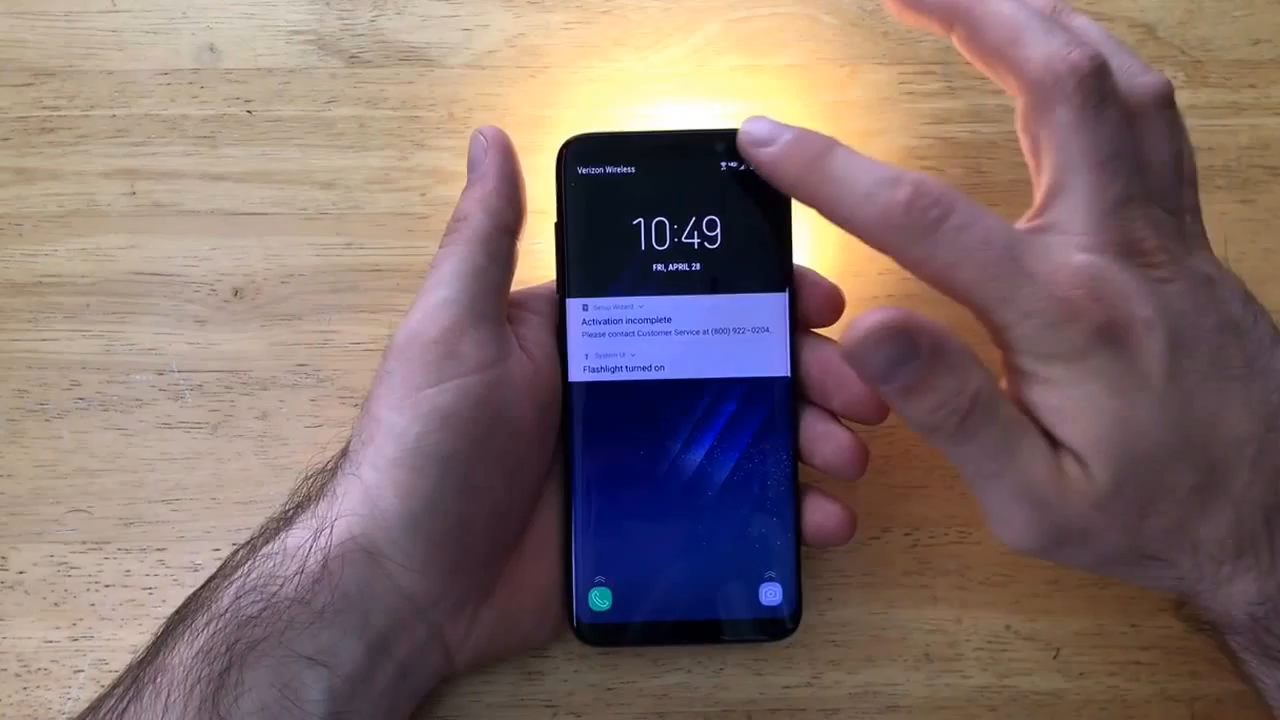 Verizon Wireless
10:49
FRI, APRIL 28
Setup Wizard
Activation incomplete
Please contact Customer Service at (800) 922-0204..
System UI
Flashlight turned on